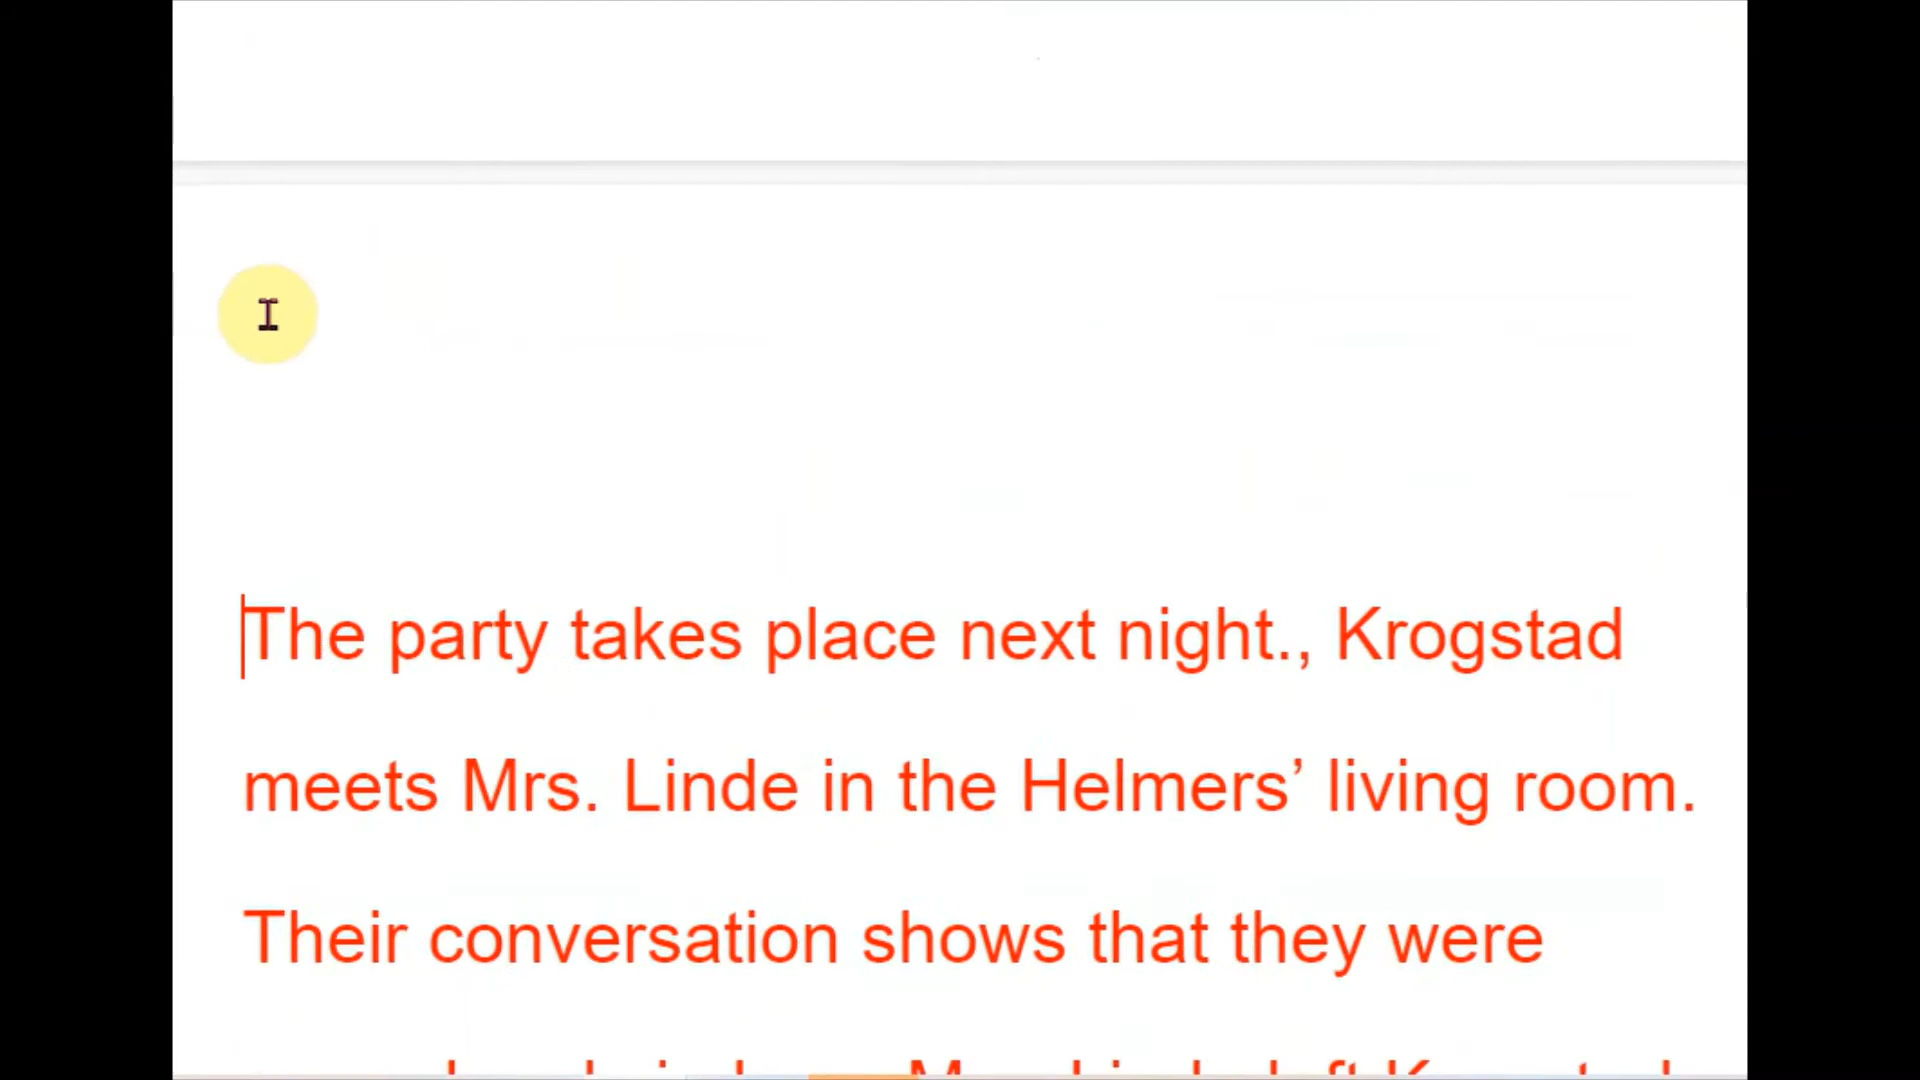 The party takes place next night., Krogstad
meets Mrs. Linde in the Helmers’ living room.
Their conversation shows that they were